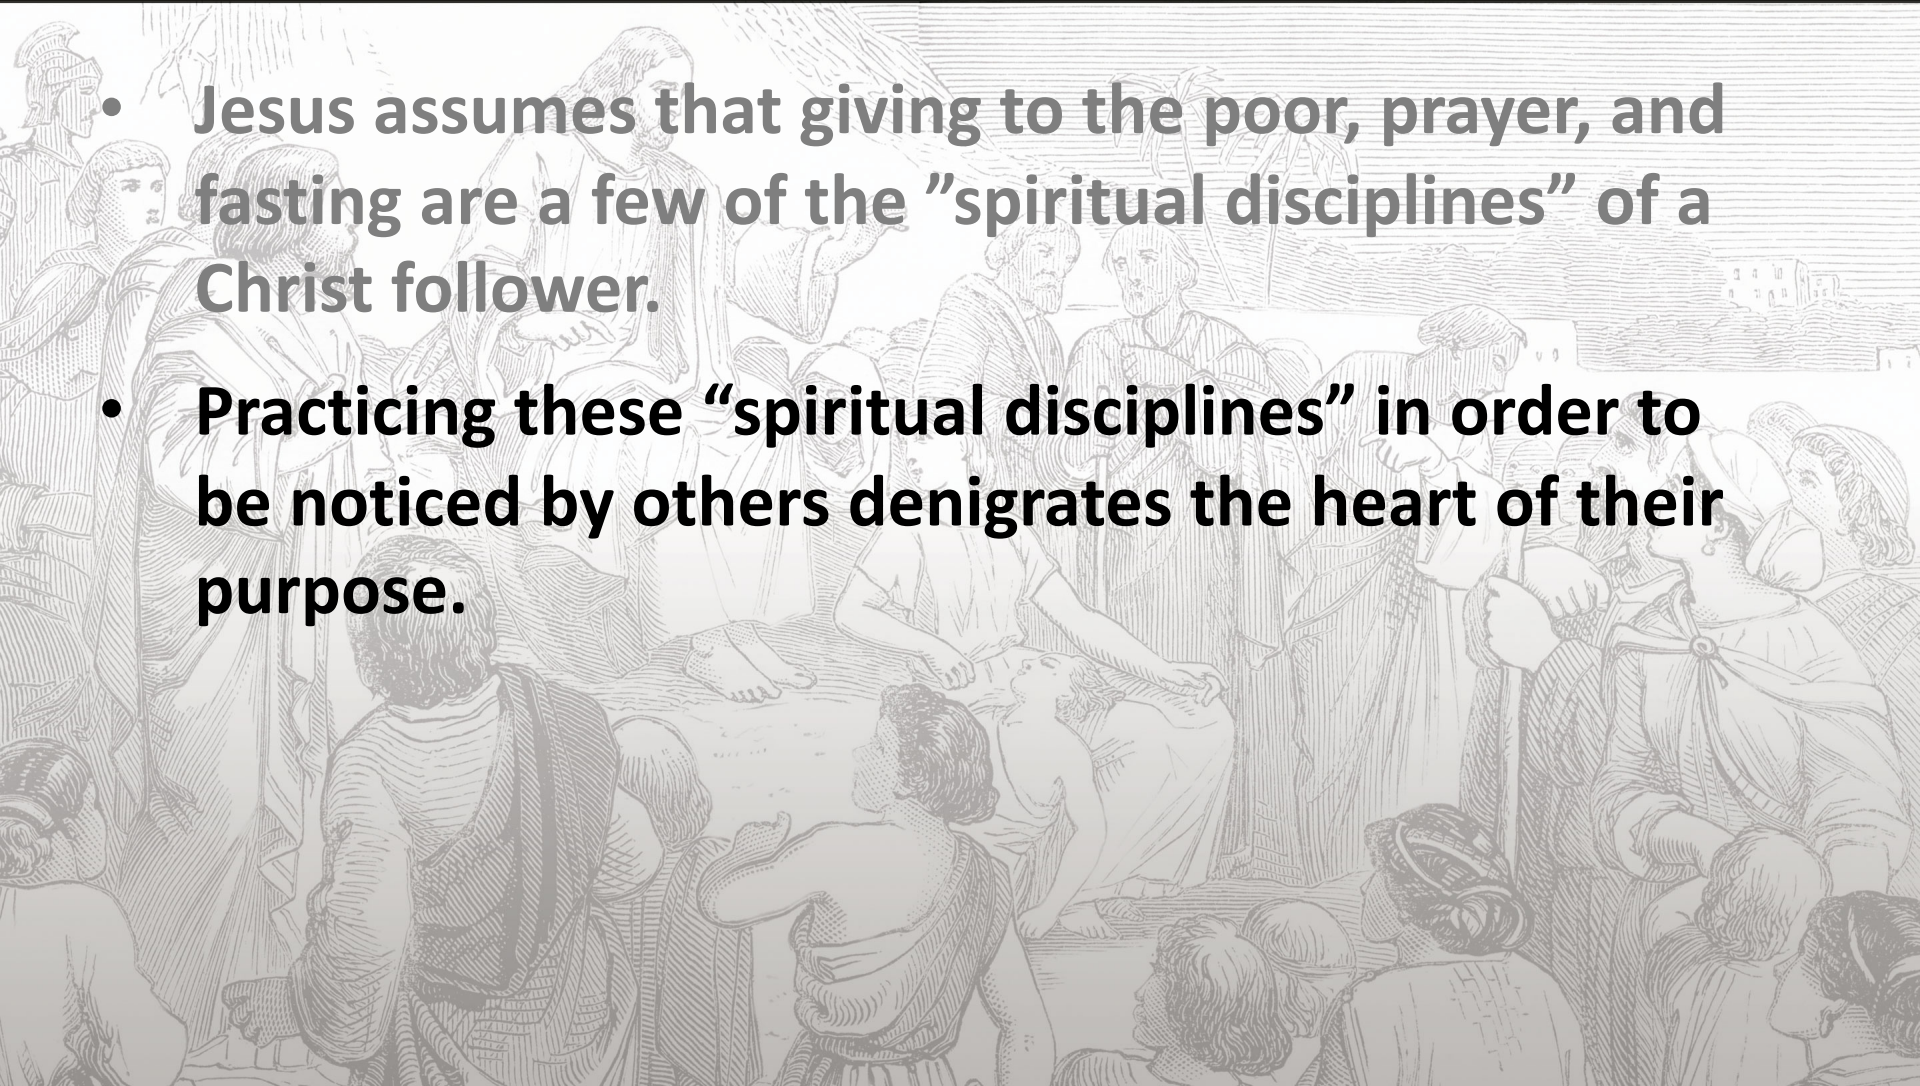 • Jesus assumes that giving to the poor, prayer, and
fasting are a few of the ”spiritual disciplines” of a
Christ follower.
• Practicing these “spiritual disciplines” in order to
be noticed by others denigrates the heart of their
purpose.